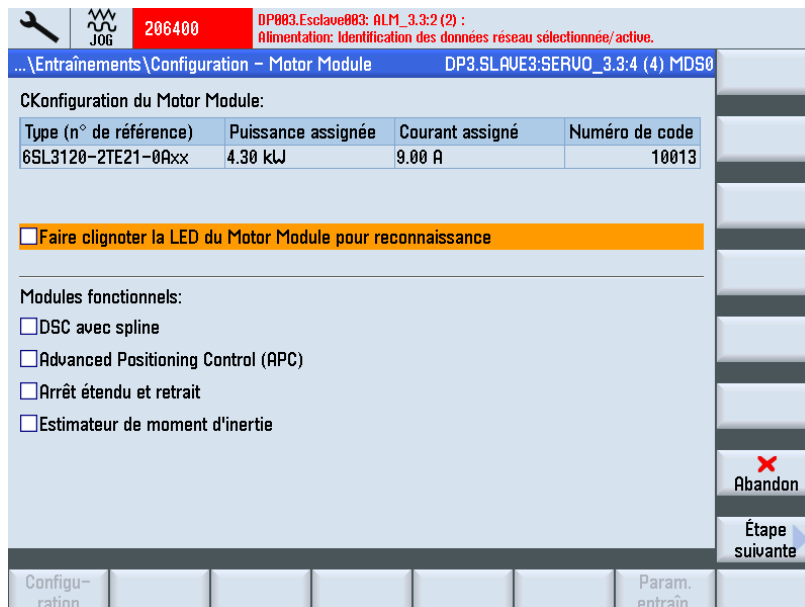 JOG
206400
DP003.Esclave003: ALM_3.3:2 (2) :
Alimentation: Identification des données réseau sélectionnée/active.
...\Entraînements\Configuration - Motor Module DP3.SLAVE3:SERVO_3.3:4 (4) MDS0
CKonfiguration du Motor Module:
Type (n° de référence) Puissance assignée Courant assigné Numéro de code
6SL3120-2TE21-0Axx 4.30 kW 9.00 A 10013
Faire clignoter la LED du Motor Module pour reconnaissance
Modules fonctionnels:
DSC avec spline
Advanced Positioning Control (APC)
Arrêt étendu et retrait
Estimateur de moment d'inertie
Abandon
Étape
suivante
Configu-
ration
Param.
entraîn.